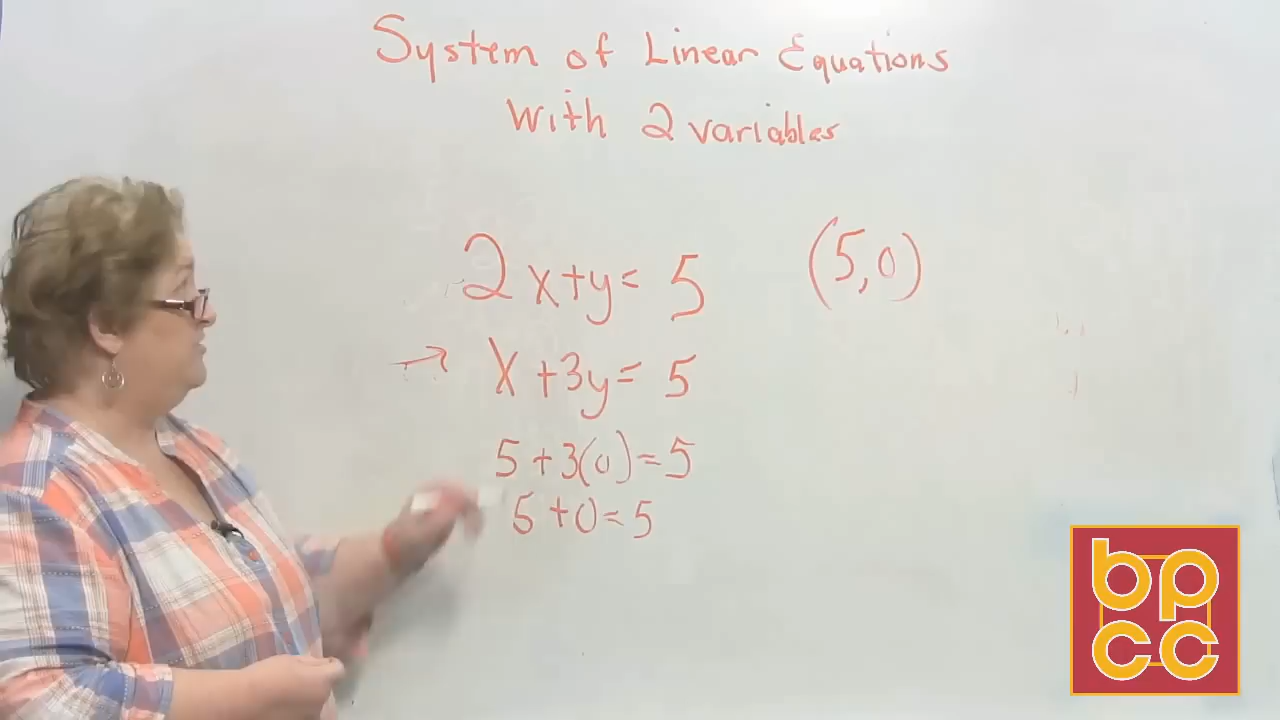 System of Linear Equations
With 2 variables
2x+y=5
(5,0)
→ x+3y=5
5+3(0)=5
5+0=5
bp
cc